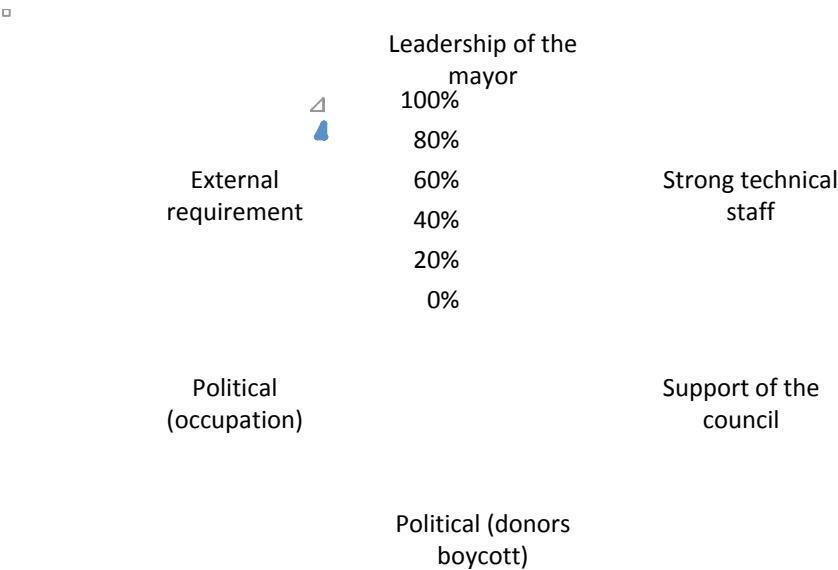 Leadership of the
mayor
100%
80%
60%
40%
20%
0%
External
requirement
Strong technical
staff
Political
(occupation)
Support of the
council
Political (donors
boycott)